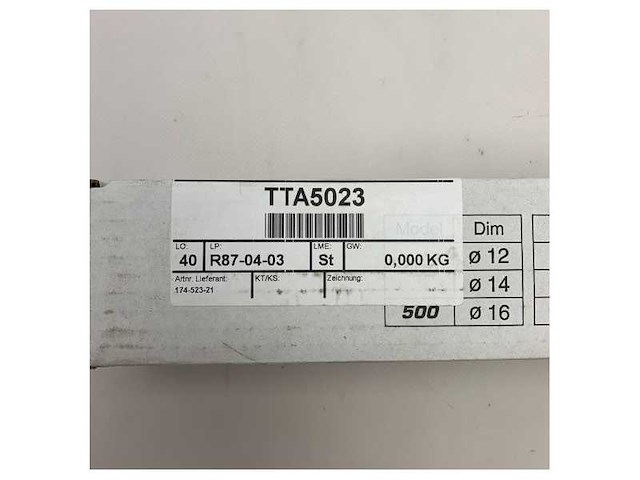 TTA5023
LO: LP: LME: GW:
40 R87-04-03 St 0,000 KG
Artnr. Lieferant: KT/KS: Zeichnung:
174-523-21
Model Dim
ø 12
ø 14
500 ø 16